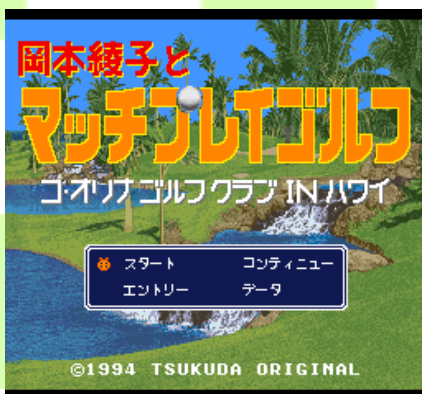 岡本綾子と
マッチプレイゴルフ
コ・オリナ ゴルフ クラブ IN ハワイ
スタート コンティニュー
エントリー データ
©1994 TSUKUDA ORIGINAL